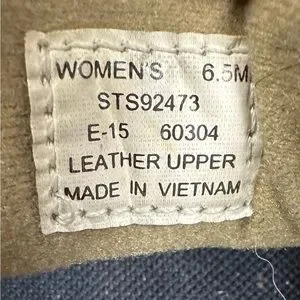 WOMEN'S 6.5M
STS92473
E-15 60304
LEATHER UPPER
MADE IN VIETNAM